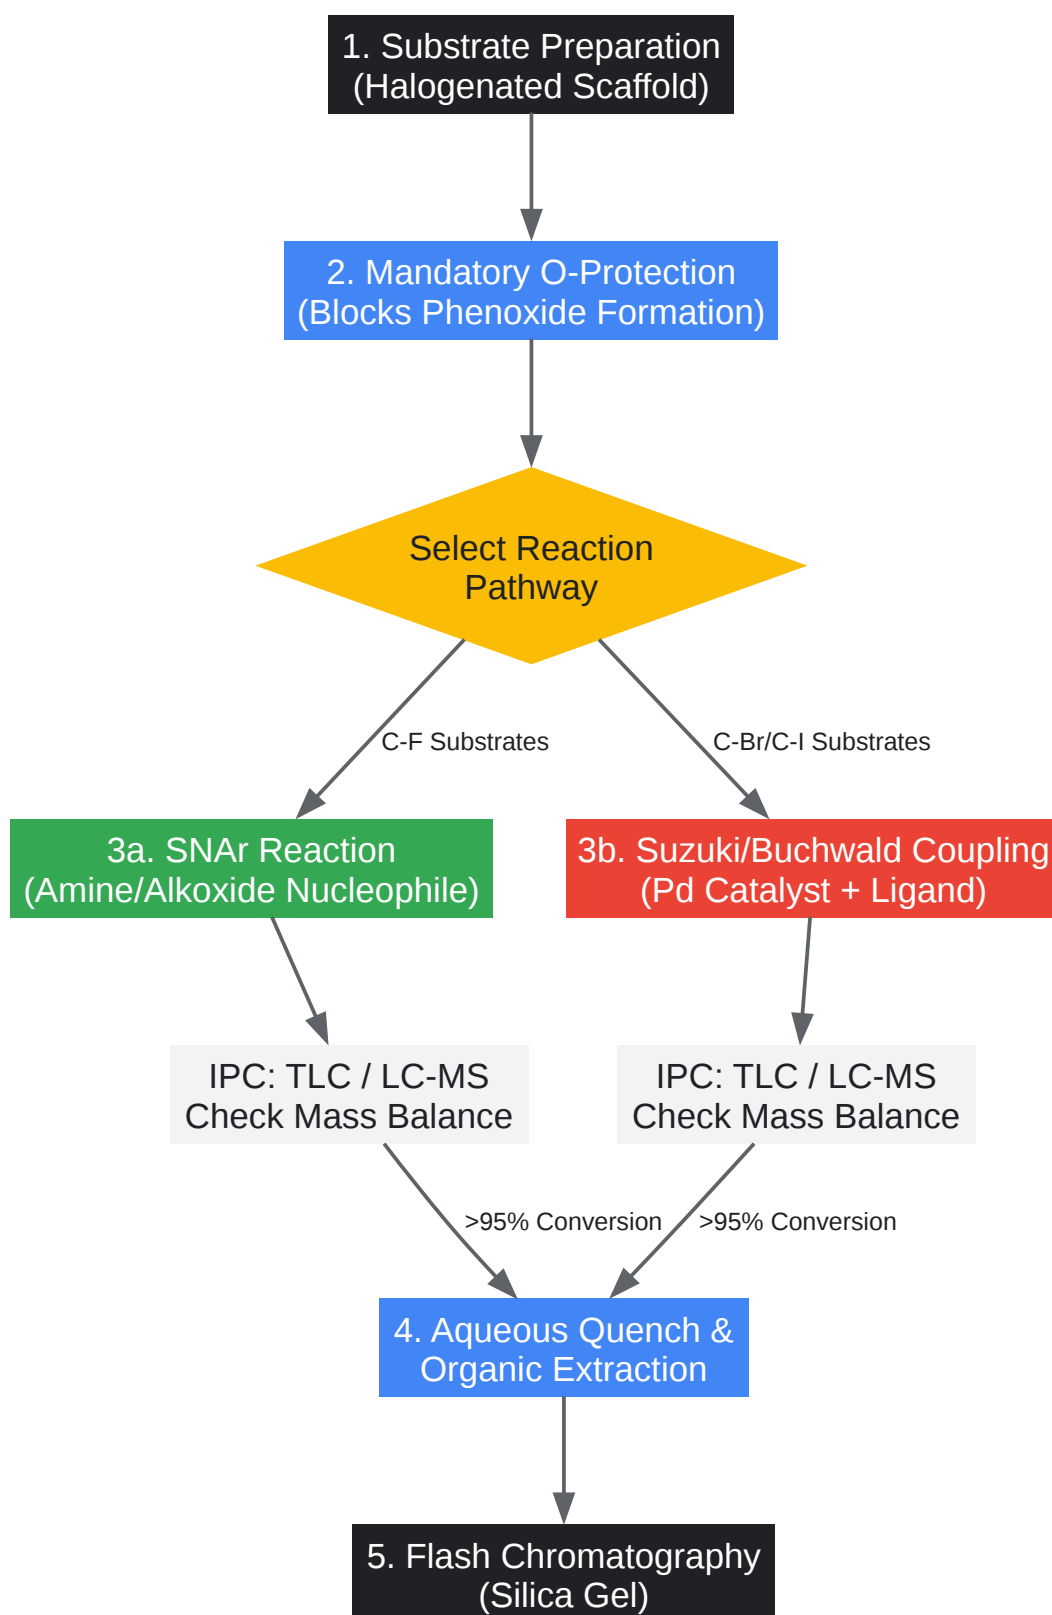 1. Substrate Preparation
(Halogenated Scaffold)
2. Mandatory O-Protection
(Blocks Phenoxide Formation)
Select Reaction
Pathway
C-F Substrates
C-Br/C-I Substrates
3a. SNAr Reaction
(Amine/Alkoxide Nucleophile)
3b. Suzuki/Buchwald Coupling
(Pd Catalyst + Ligand)
IPC: TLC / LC-MS
Check Mass Balance
IPC: TLC / LC-MS
Check Mass Balance
>95% Conversion
>95% Conversion
4. Aqueous Quench &
Organic Extraction
5. Flash Chromatography
(Silica Gel)